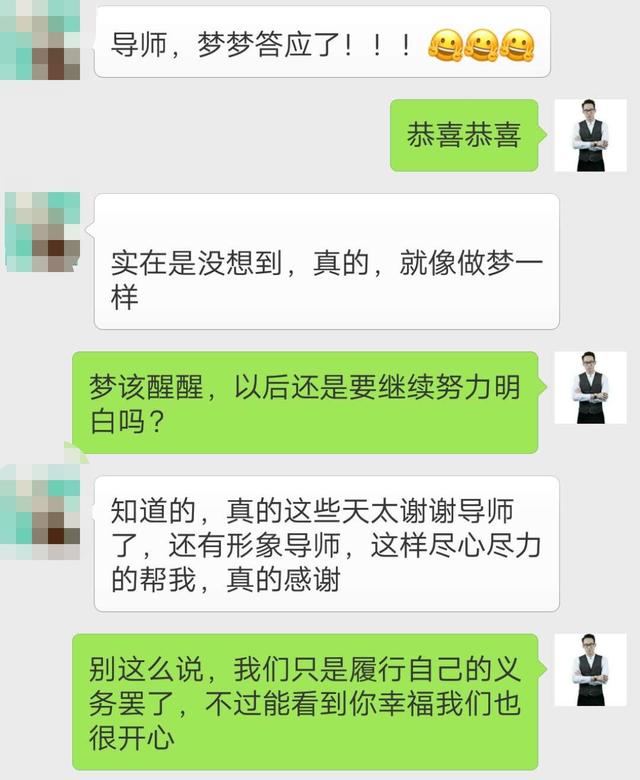 导师，梦梦答应了！！！🤗🤗🤗
恭喜恭喜
实在是没想到，真的，就像做梦一
样
梦该醒醒，以后还是要继续努力明
白吗？
知道的，真的这些天太谢谢导师
了，还有形象导师，这样尽心尽力
的帮我，真的感谢
别这么说，我们只是履行自己的义
务罢了，不过能看到你幸福我们也
很开心